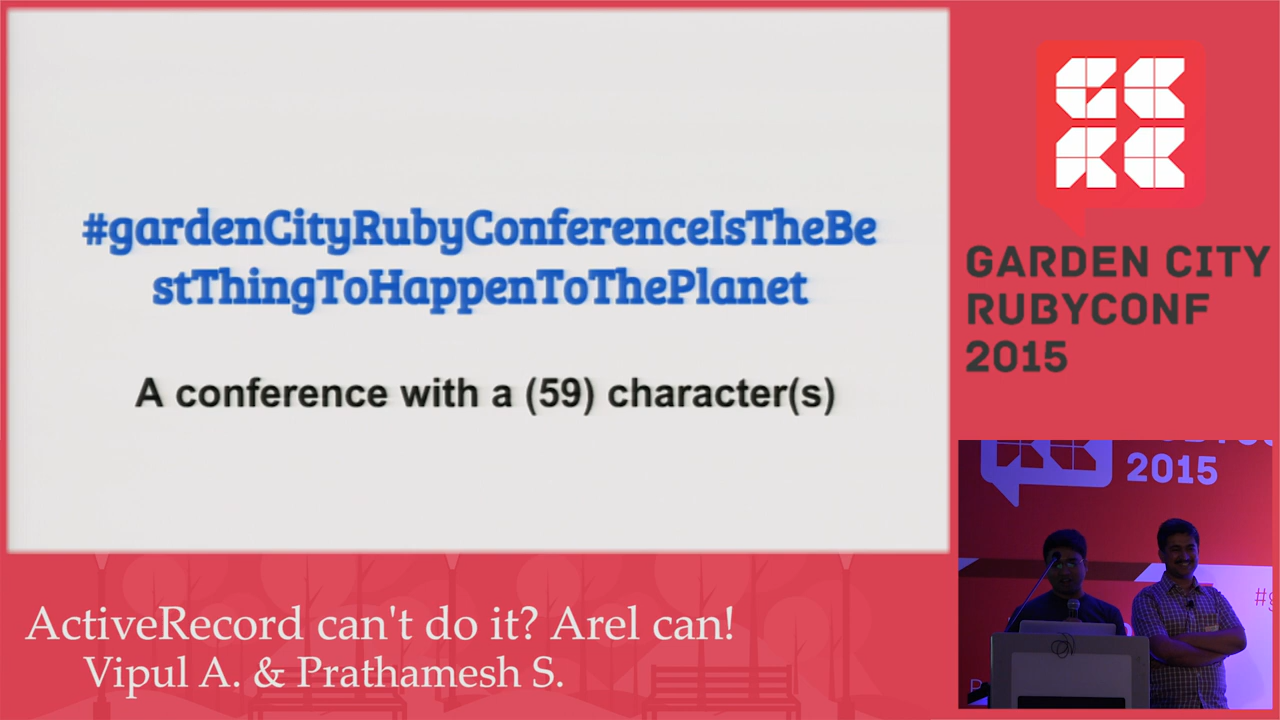 #gardenCityRubyConferenceIsTheBe
stThingToHappenToThePlanet
A conference with a (59) character(s)
GARDEN CITY
RUBYCONF
2015
2015
ActiveRecord can't do it? Arel can!
Vipul A. & Prathamesh S.